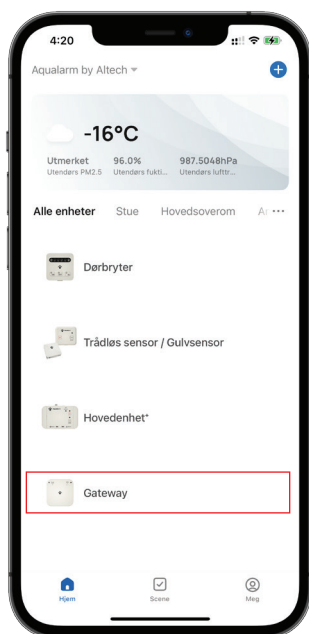 4:20
Aqualarm by Altech
-16°C
Utmerket 96.0% 987.5048hPa
Utendørs PM2.5 Utendørs fukti... Utendørs lufttr...
Alle enheter Stue Hovedsoverom
Dørbryter
Trådløs sensor / Gulvsensor
Hovedenhet*
Gateway
Hjem Scene Meg